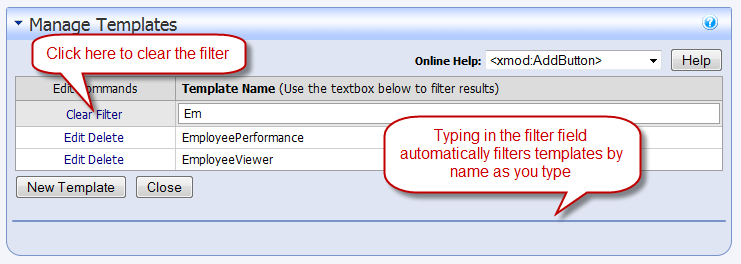 Manage Templates
Click here to clear the filter
Online Help: <xmod:AddButton> Help
Edit Commands Template Name (Use the textbox below to filter results)
Clear Filter Em
Edit Delete EmployeePerformance
Edit Delete EmployeeViewer
Typing in the filter field
automatically filters templates by
name as you type
New Template Close